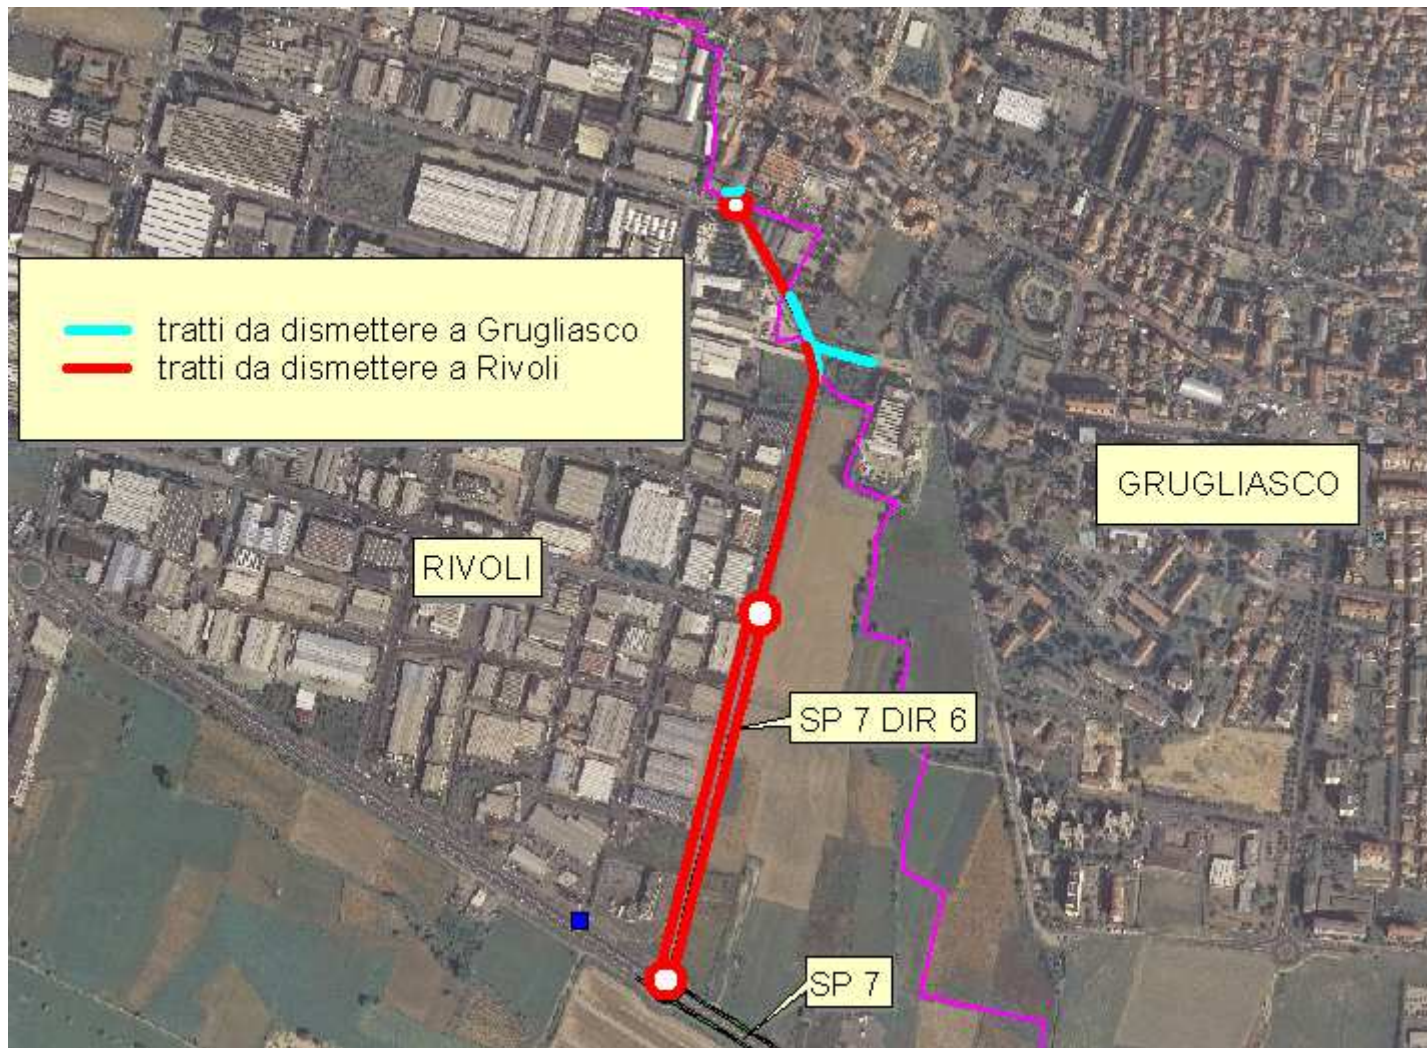 tratti da dismettere a Grugliasco
tratti da dismettere a Rivoli
GRUGLIASCO
RIVOLI
SP 7 DIR 6
SP 7